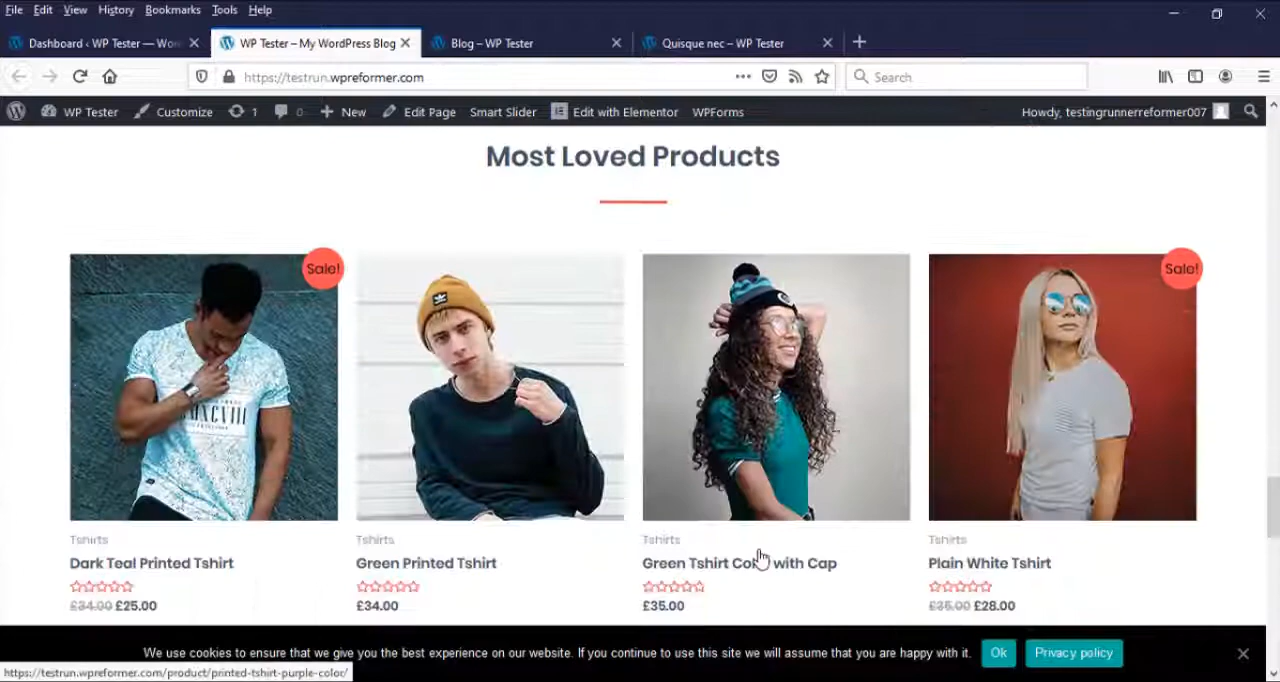 File Edit View History Bookmarks Tools Help
Dashboard ‹ WP Tester — Wor WP Tester – My WordPress Blog Blog – WP Tester Quisque nec – WP Tester
https://testrun.wpreformer.com Search
WP Tester Customize 1 0 New Edit Page Smart Slider Edit with Elementor WPForms Howdy, testingrunnerreformer007
Most Loved Products
Sale! Sale!
Tshirts Tshirts Tshirts Tshirts
Dark Teal Printed Tshirt Green Printed Tshirt Green Tshirt with Cap Plain White Tshirt
£34.00 £25.00 £34.00 £35.00 £35.00 £28.00
We use cookies to ensure that we give you the best experience on our website. If you continue to use this site we will assume that you are happy with it. Ok Privacy policy
https://testrun.wpreformer.com/product/printed-tshirt-purple-color/